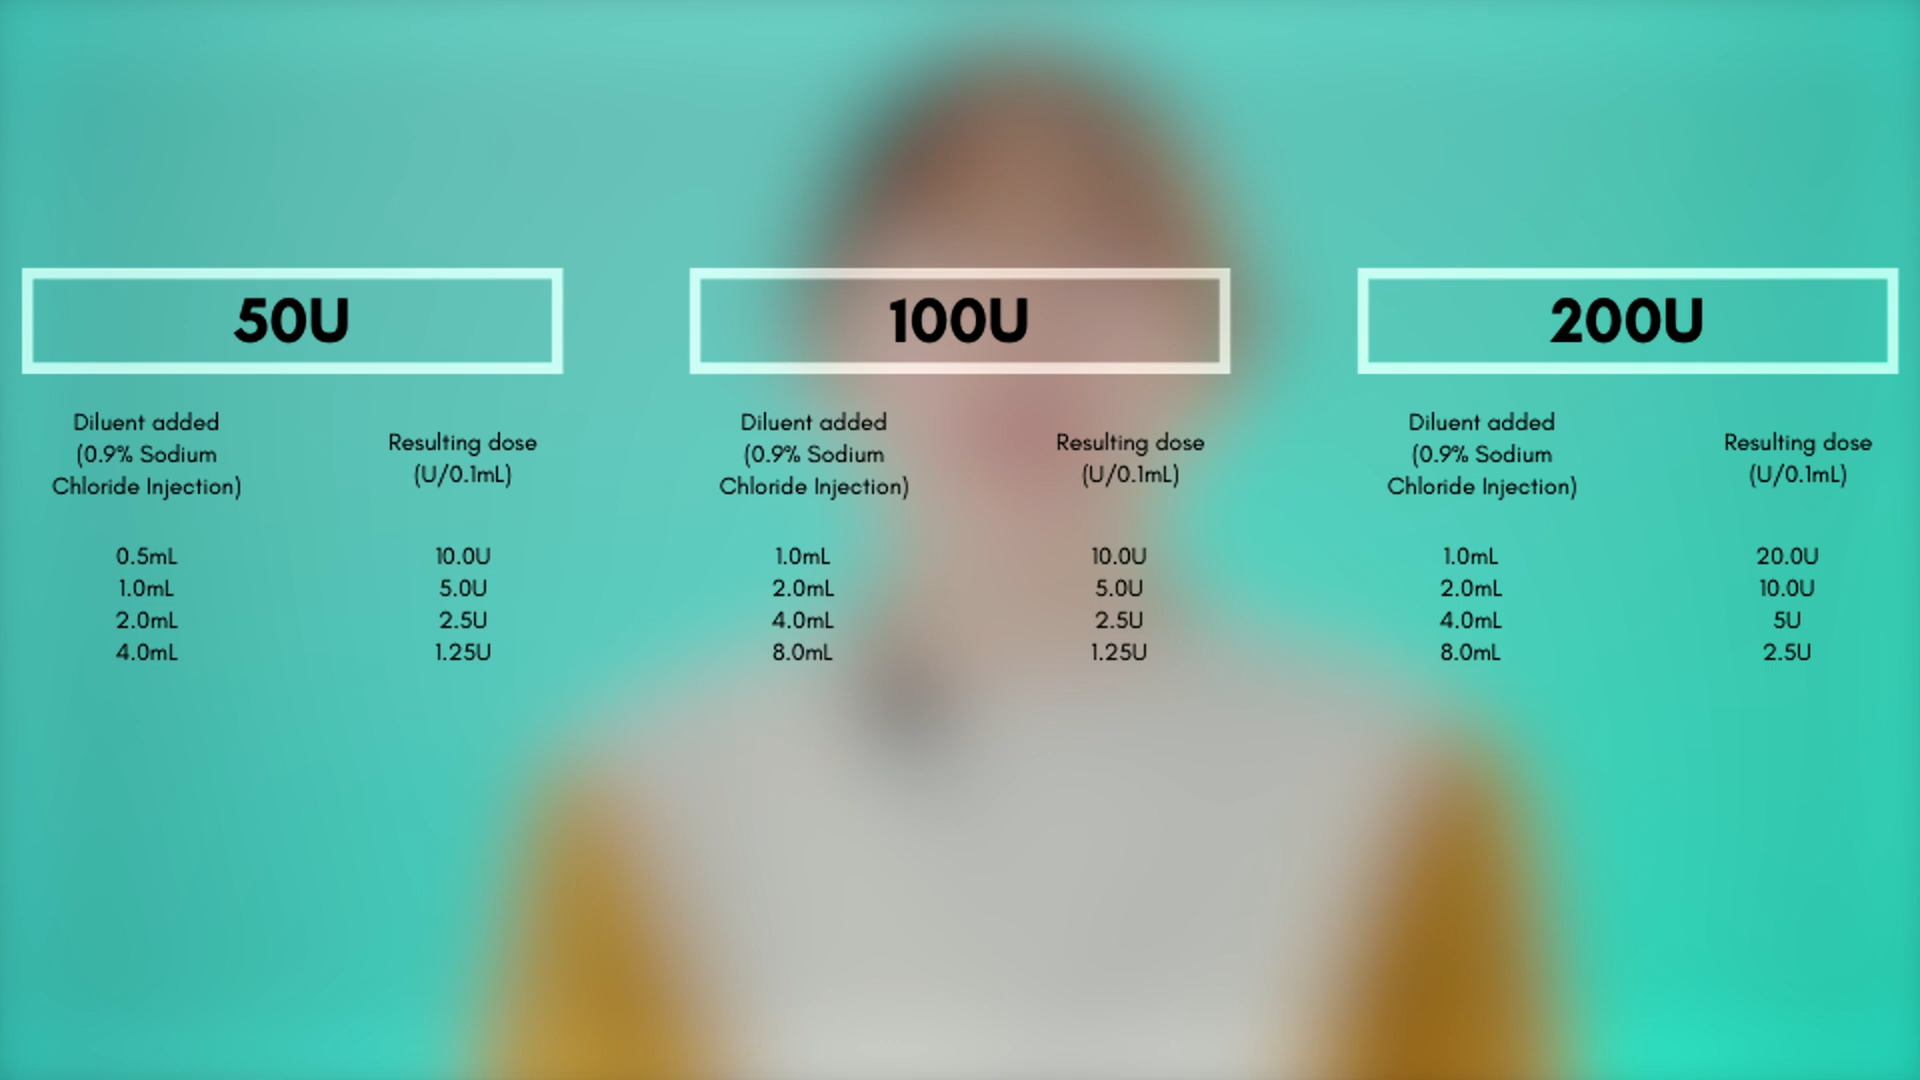 50U
Diluent added
(0.9% Sodium
Chloride Injection)
Resulting dose
(U/0.1mL)
0.5mL 10.0U
1.0mL 5.0U
2.0mL 2.5U
4.0mL 1.25U
100U
Diluent added
(0.9% Sodium
Chloride Injection)
Resulting dose
(U/0.1mL)
1.0mL 10.0U
2.0mL 5.0U
4.0mL 2.5U
8.0mL 1.25U
200U
Diluent added
(0.9% Sodium
Chloride Injection)
Resulting dose
(U/0.1mL)
1.0mL 20.0U
2.0mL 10.0U
4.0mL 5U
8.0mL 2.5U